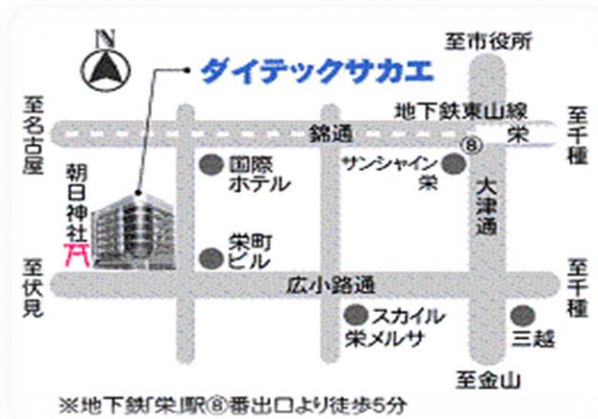 N
ダイテックサカエ
至市役所
地下鉄東山線
至名古屋
錦通
栄
至千種
⑧
国際
ホテル
サンシャイン
栄
朝日神社
大津通
栄町
ビル
至伏見
広小路通
至千種
スカイル
栄メルサ
三越
至金山
※地下鉄「栄」駅⑧番出口より徒歩5分